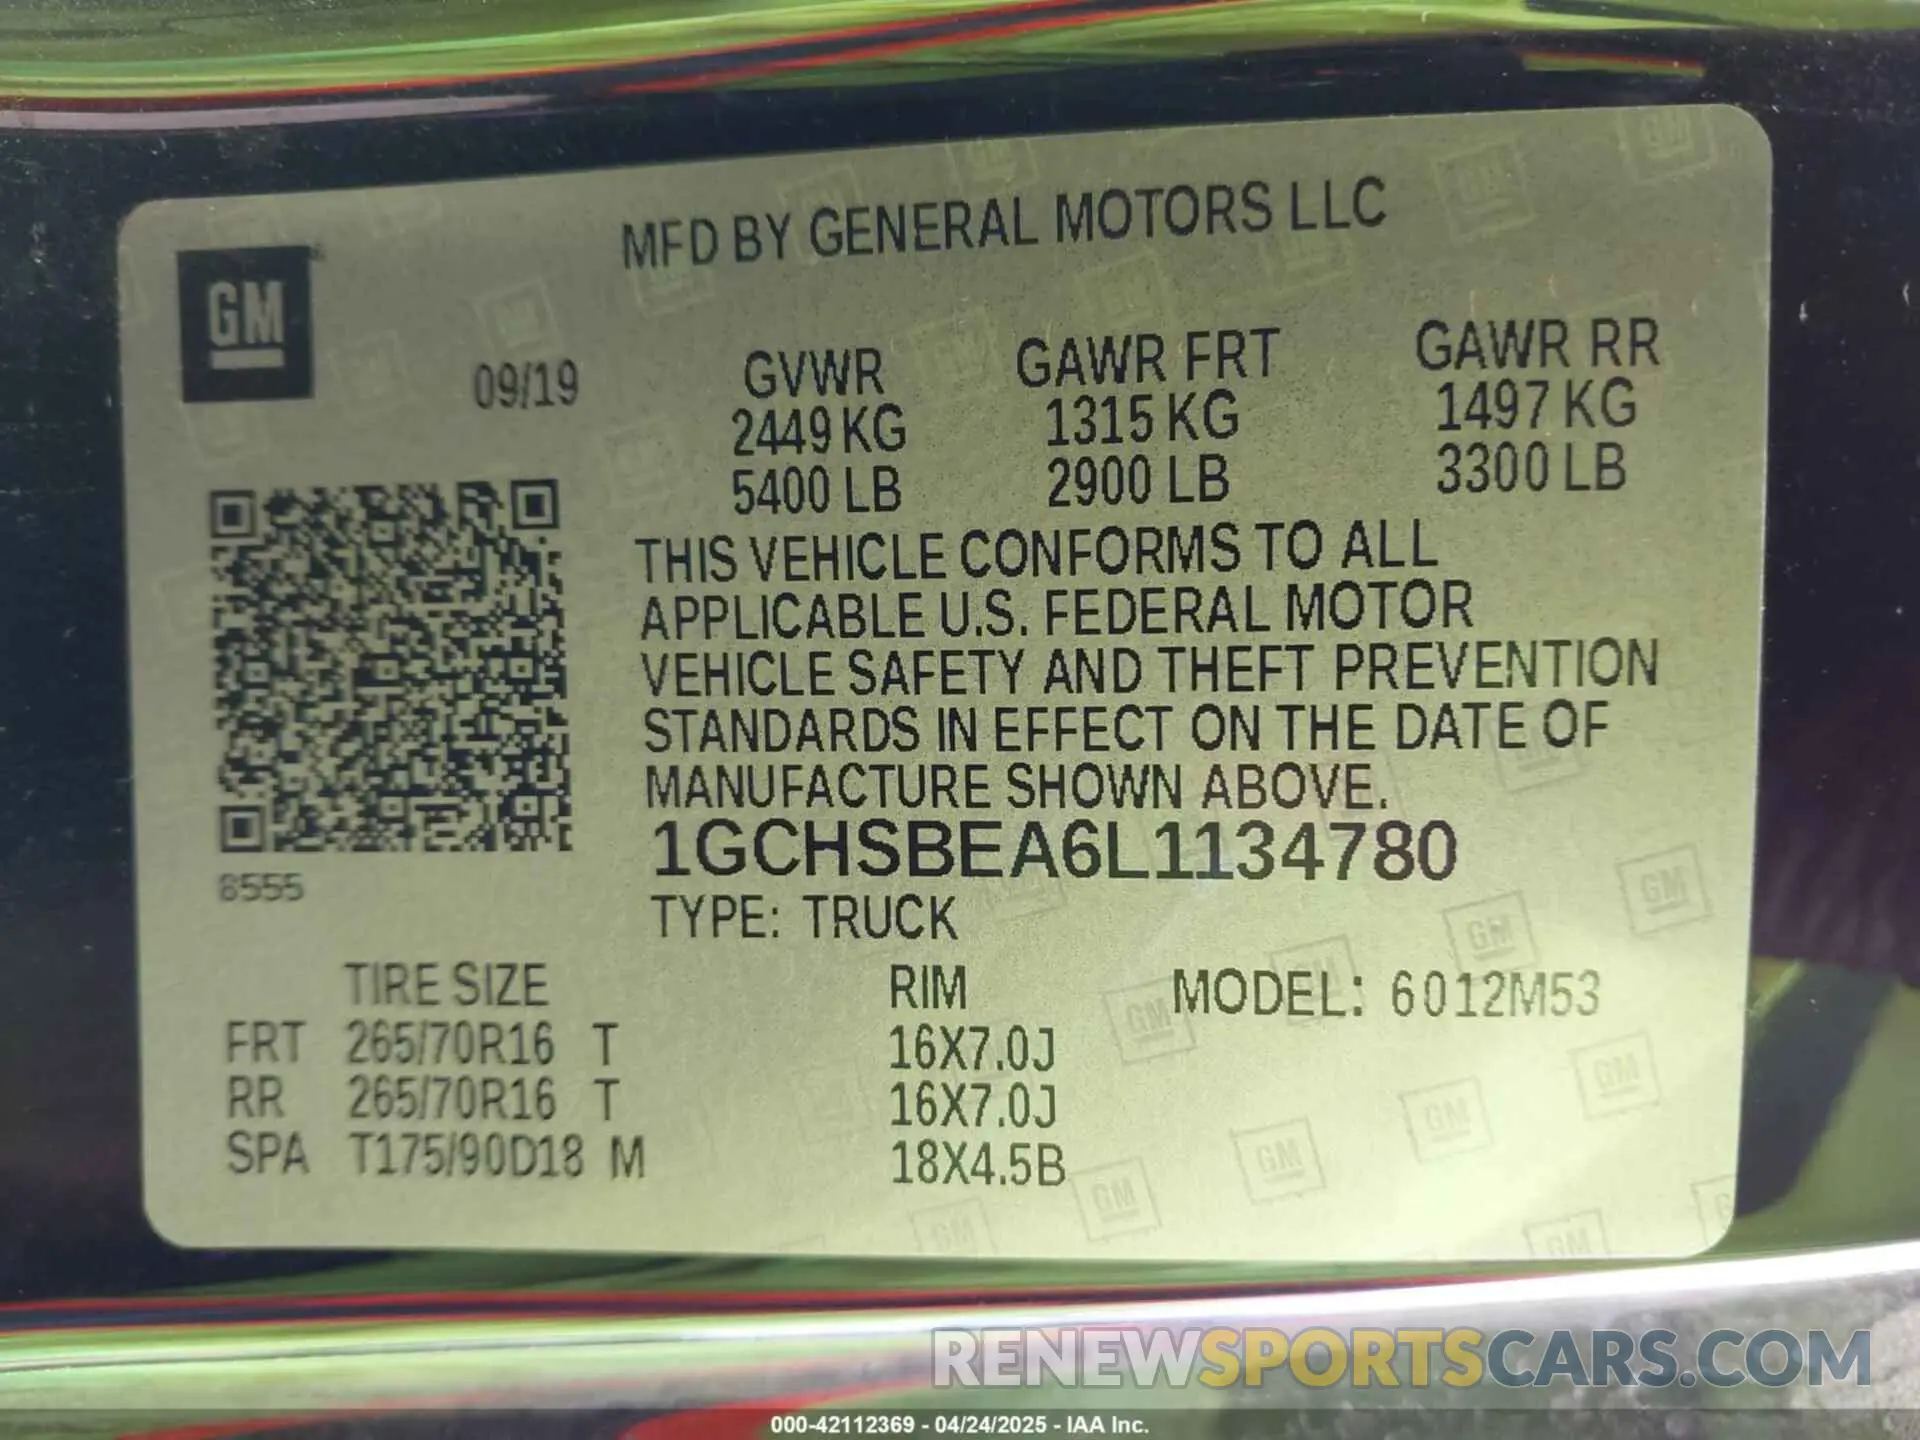 MFD BY GENERAL MOTORS LLC
GM
09/19
GVWR GAWR FRT GAWR RR
2449 KG 1315 KG 1497 KG
5400 LB 2900 LB 3300 LB
THIS VEHICLE CONFORMS TO ALL
APPLICABLE U.S. FEDERAL MOTOR
VEHICLE SAFETY AND THEFT PREVENTION
STANDARDS IN EFFECT ON THE DATE OF
MANUFACTURE SHOWN ABOVE.
1GCHSBEA6L1134780
8555
TYPE: TRUCK
TIRE SIZE RIM MODEL: 6012M53
FRT 265/70R16 T 16X7.0J
RR 265/70R16 T 16X7.0J
SPA T175/90D18 M 18X4.5B
RENEWSPORTSCARS.COM
000-42112369 - 04/24/2025 - IAA Inc.